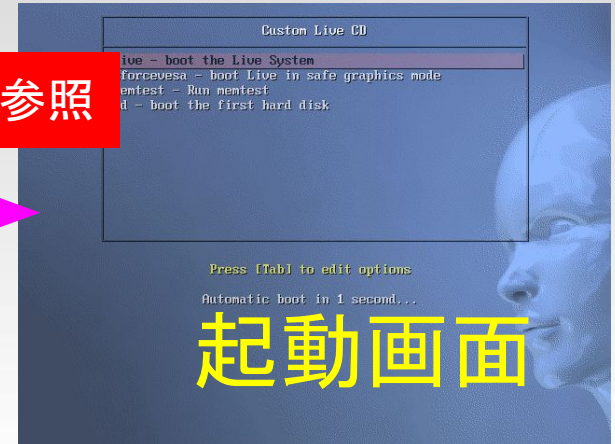 Custom Live CD
ive - boot the Live System
forcevesa - boot Live in safe graphics mode
emtest - Run memtest
d - boot the first hard disk
参照
Press [Tab] to edit options
Automatic boot in 1 second...
起動画面